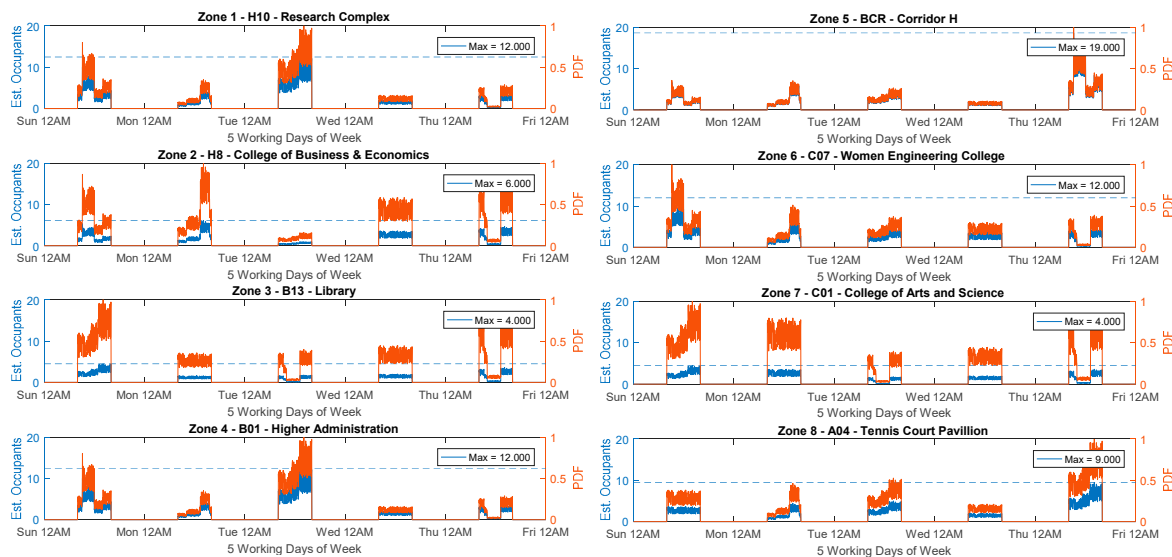 Zone 1 - H10 - Research Complex
Est. Occupants
20
10
0
Max = 12.000
1
0.5
0
PDF
Sun 12AM Mon 12AM Tue 12AM Wed 12AM Thu 12AM Fri 12AM
5 Working Days of Week
Zone 2 - H8 - College of Business & Economics
Est. Occupants
20
10
0
Max = 6.000
1
0.5
0
PDF
Sun 12AM Mon 12AM Tue 12AM Wed 12AM Thu 12AM Fri 12AM
5 Working Days of Week
Zone 3 - B13 - Library
Est. Occupants
20
10
0
Max = 4.000
1
0.5
0
PDF
Sun 12AM Mon 12AM Tue 12AM Wed 12AM Thu 12AM Fri 12AM
5 Working Days of Week
Zone 4 - B01 - Higher Administration
Est. Occupants
20
10
0
Max = 12.000
1
0.5
0
PDF
Sun 12AM Mon 12AM Tue 12AM Wed 12AM Thu 12AM Fri 12AM
5 Working Days of Week
Zone 5 - BCR - Corridor H
Est. Occupants
20
10
0
Max = 19.000
1
0.5
0
PDF
Sun 12AM Mon 12AM Tue 12AM Wed 12AM Thu 12AM Fri 12AM
5 Working Days of Week
Zone 6 - C07 - Women Engineering College
Est. Occupants
20
10
0
Max = 12.000
1
0.5
0
PDF
Sun 12AM Mon 12AM Tue 12AM Wed 12AM Thu 12AM Fri 12AM
5 Working Days of Week
Zone 7 - C01 - College of Arts and Science
Est. Occupants
20
10
0
Max = 4.000
1
0.5
0
PDF
Sun 12AM Mon 12AM Tue 12AM Wed 12AM Thu 12AM Fri 12AM
5 Working Days of Week
Zone 8 - A04 - Tennis Court Pavillion
Est. Occupants
20
10
0
Max = 9.000
1
0.5
0
PDF
Sun 12AM Mon 12AM Tue 12AM Wed 12AM Thu 12AM Fri 12AM
5 Working Days of Week